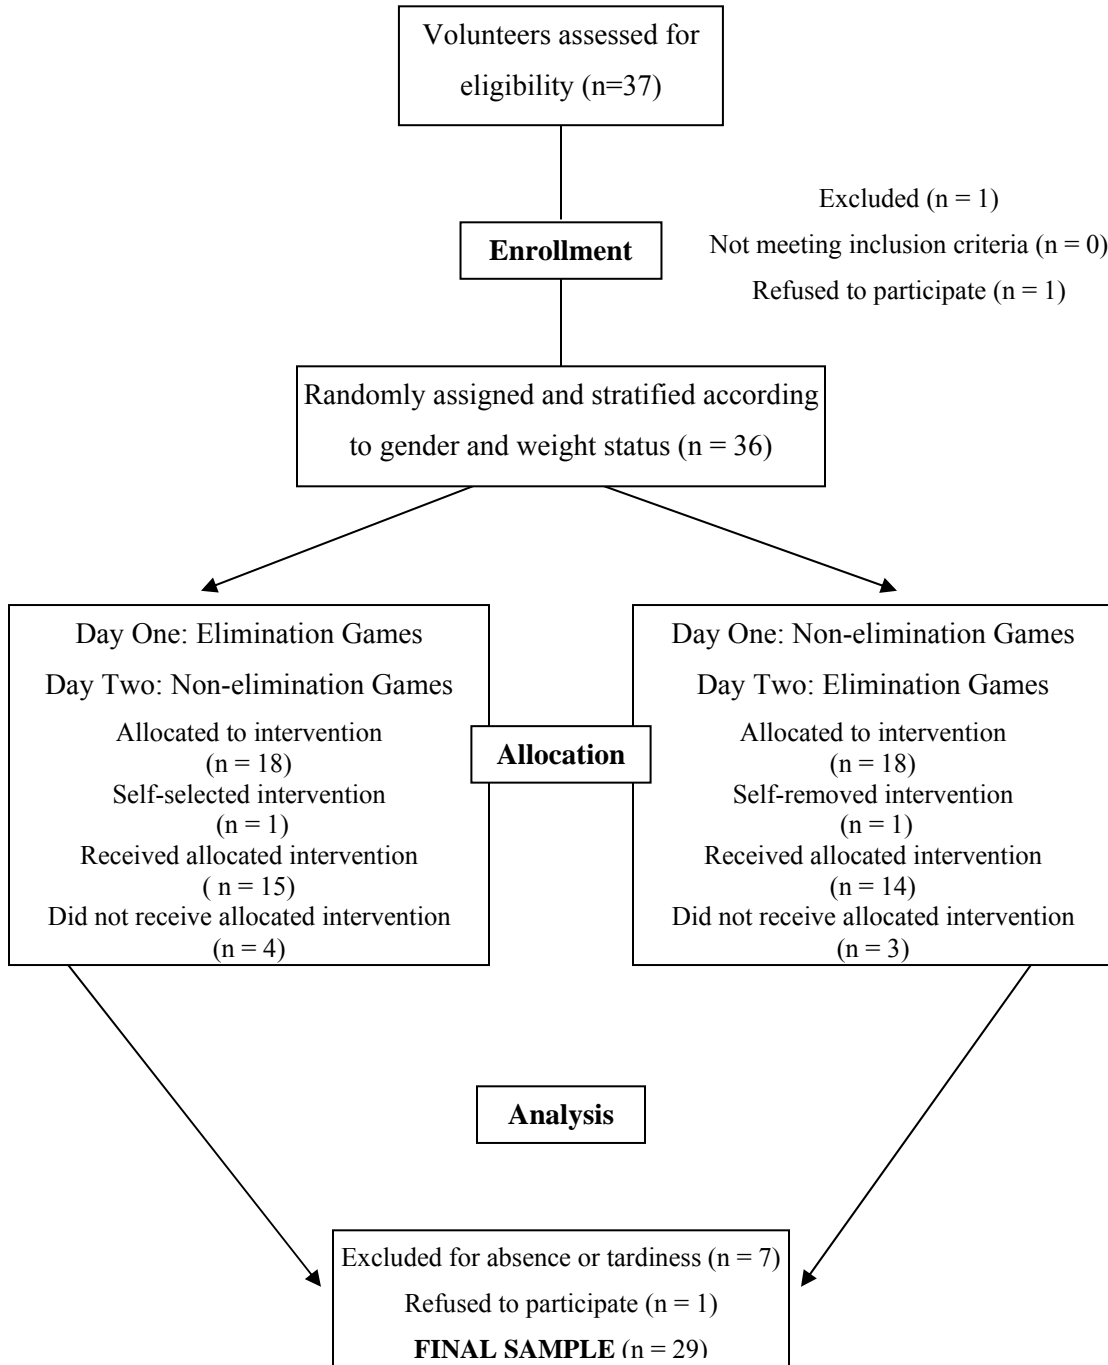 Volunteers assessed for
eligibility (n=37)
Excluded (n = 1)
Enrollment
Not meeting inclusion criteria (n = 0)
Refused to participate (n = 1)
Randomly assigned and stratified according
to gender and weight status (n = 36)
Day One: Elimination Games
Day Two: Non-elimination Games
Allocated to intervention
(n = 18)
Self-selected intervention
(n = 1)
Received allocated intervention
( n = 15)
Did not receive allocated intervention
(n = 4)
Allocation
Day One: Non-elimination Games
Day Two: Elimination Games
Allocated to intervention
(n = 18)
Self-removed intervention
(n = 1)
Received allocated intervention
(n = 14)
Did not receive allocated intervention
(n = 3)
Analysis
Excluded for absence or tardiness (n = 7)
Refused to participate (n = 1)
FINAL SAMPLE (n = 29)